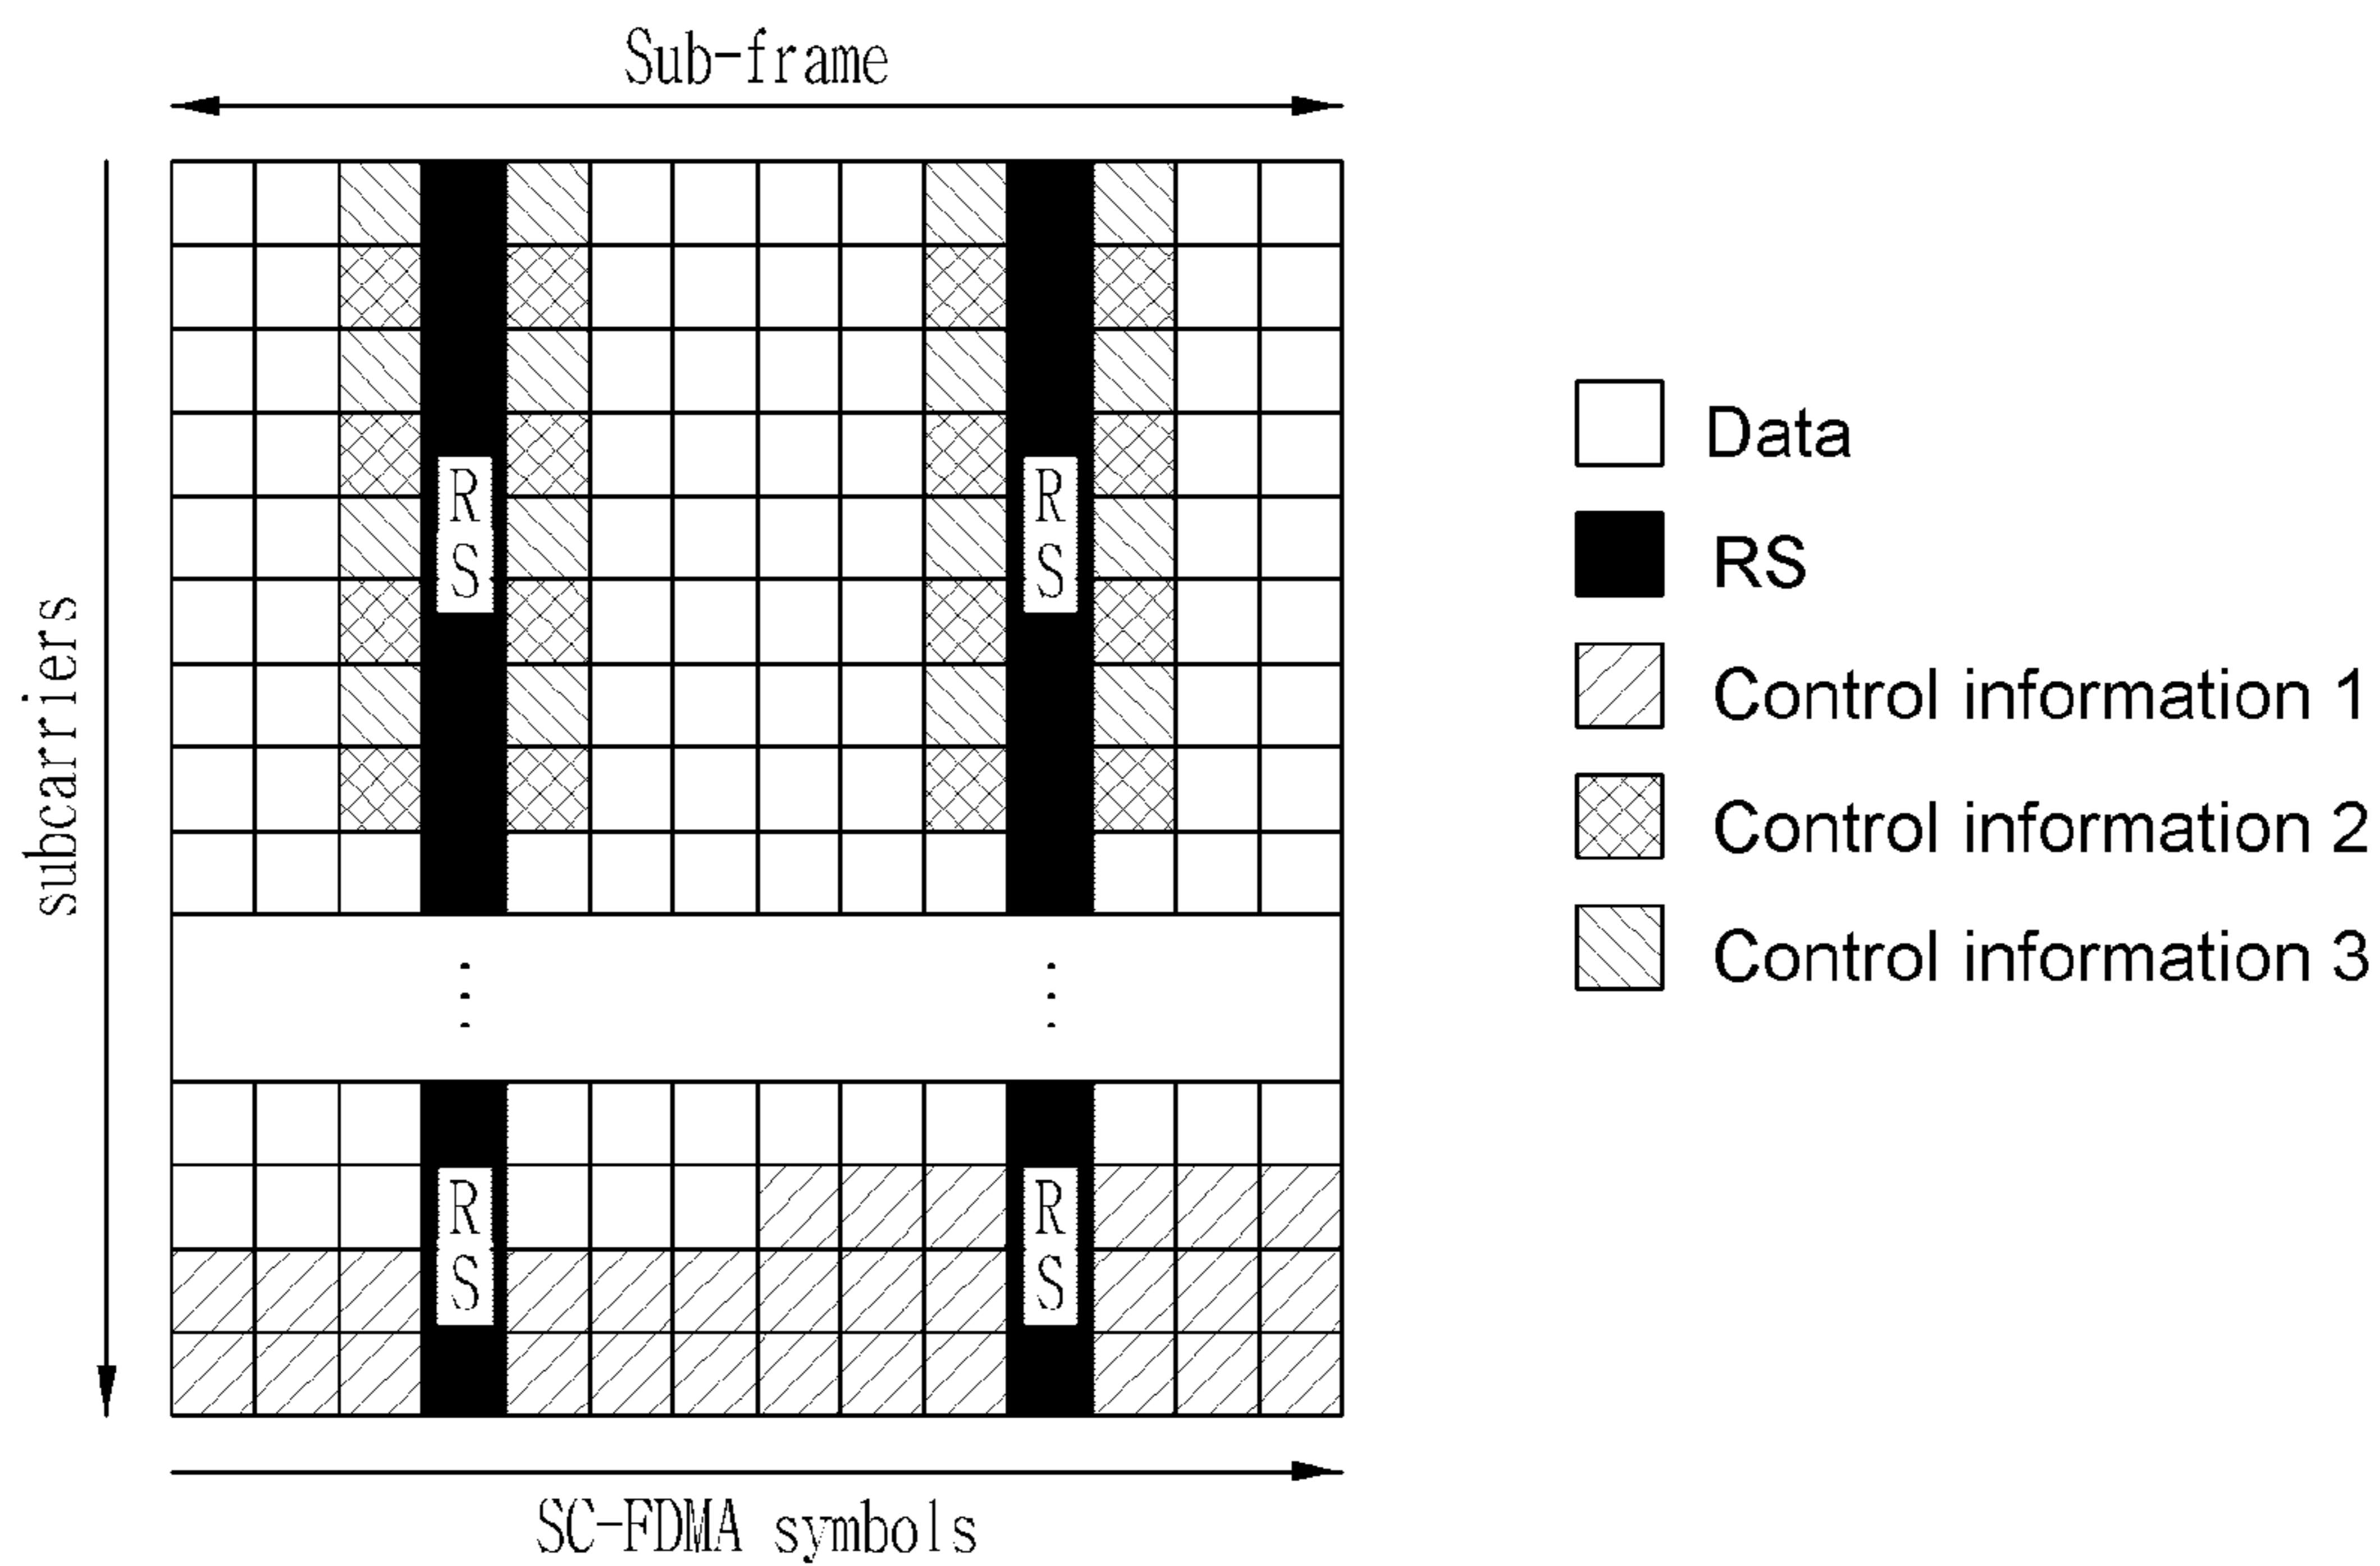 Sub-frame
subcarriers
R
S
R
S
R
S
R
S
SC-FDMA symbols
Data
RS
Control information 1
Control information 2
Control information 3